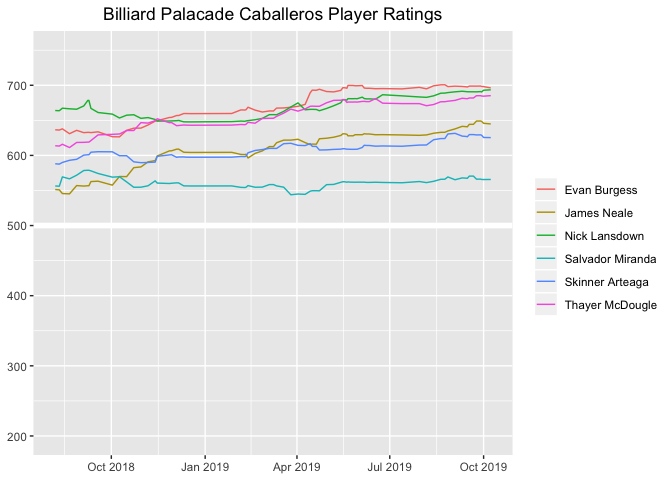 Billiard Palacade Caballeros Player Ratings
700
600
500
400
300
200
Oct 2018
Jan 2019
Apr 2019
Jul 2019
Oct 2019
Evan Burgess
James Neale
Nick Lansdown
Salvador Miranda
Skinner Arteaga
Thayer McDougle